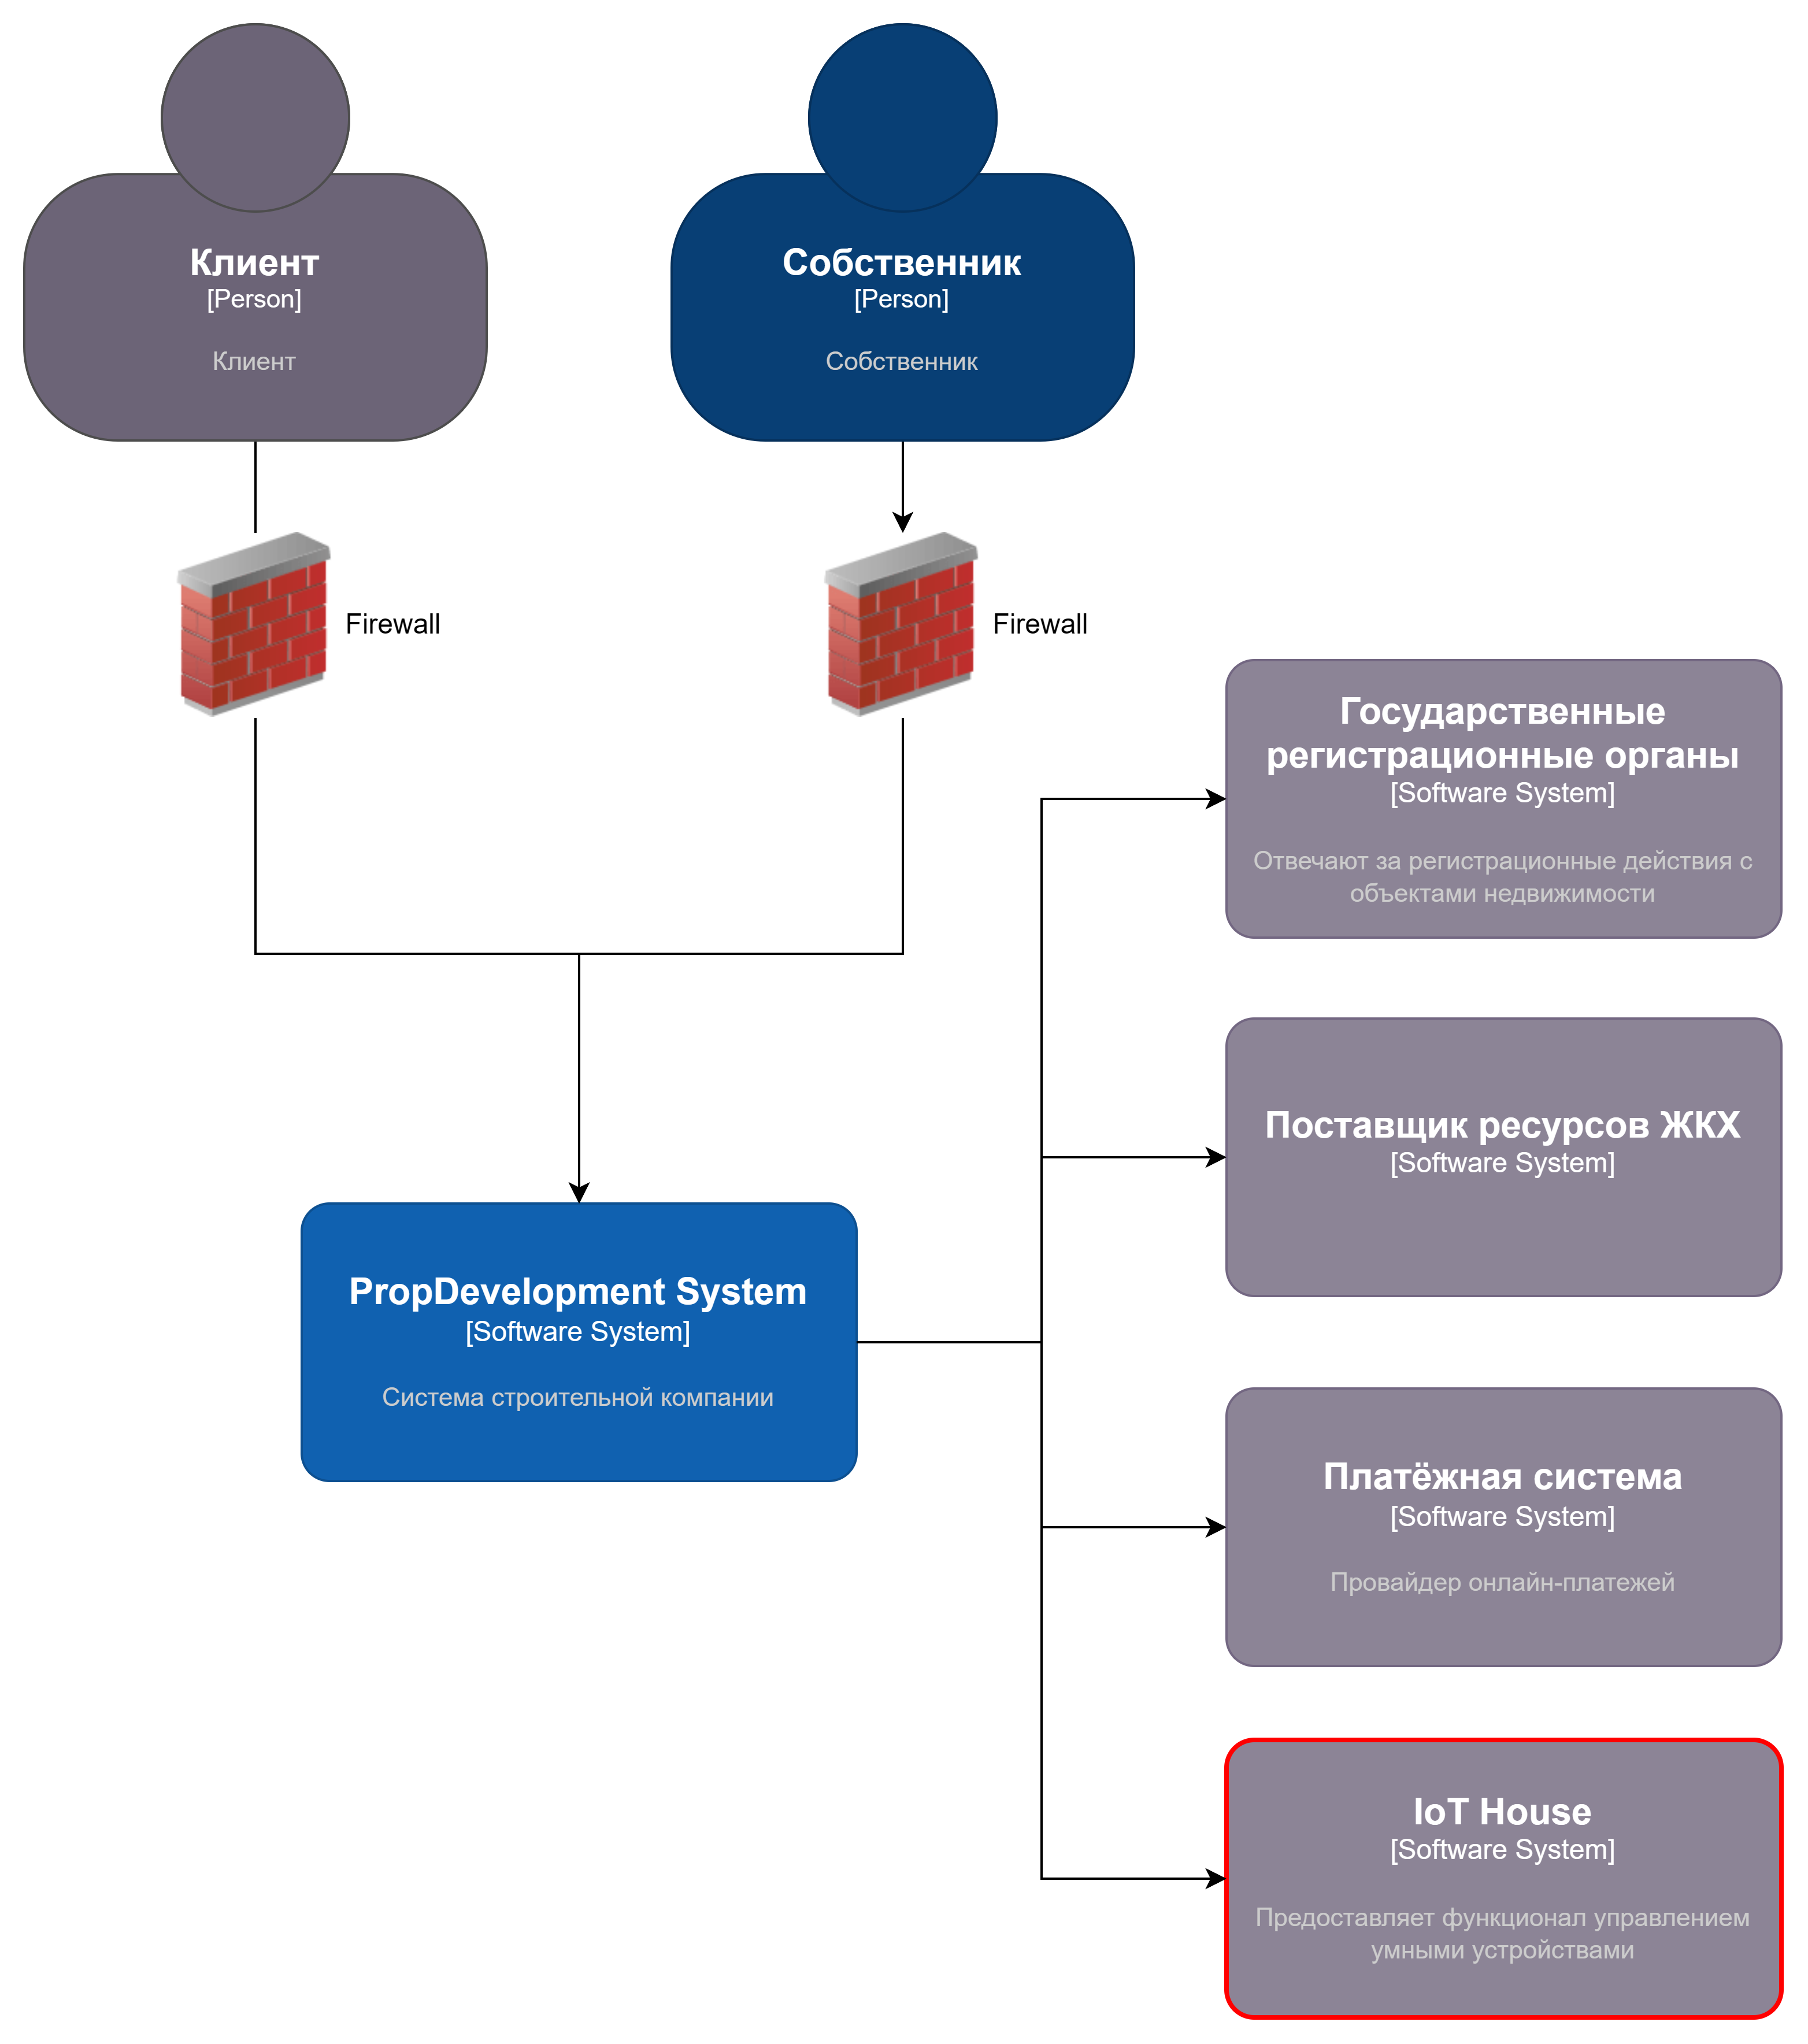 Клиент
[Person]
Клиент
Собственник
[Person]
Собственник
Firewall
Firewall
Государственные
регистрационные органы
[Software System]
Отвечают за регистрационные действия с
объектами недвижимости
Поставщик ресурсов ЖКХ
[Software System]
PropDevelopment System
[Software System]
Система строительной компании
Платёжная система
[Software System]
Провайдер онлайн-платежей
IoT House
[Software System]
Предоставляет функционал управлением
умными устройствами